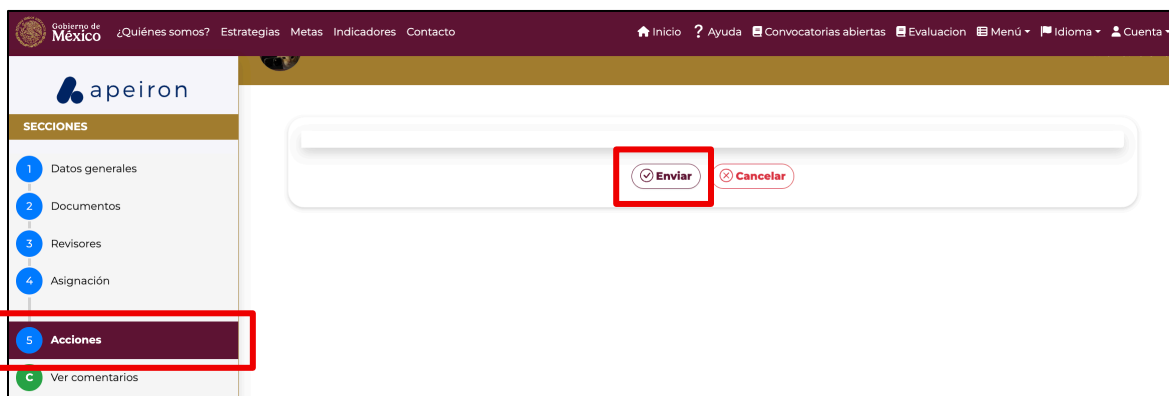 Gobierno de
México
¿Quiénes somos? Estrategias Metas Indicadores Contacto
Inicio ? Ayuda Convocatorias abiertas Evaluacion Menú Idioma Cuenta
apeiron
SECCIONES
1 Datos generales
2 Documentos
3 Revisores
4 Asignación
5 Acciones
C Ver comentarios
Enviar Cancelar